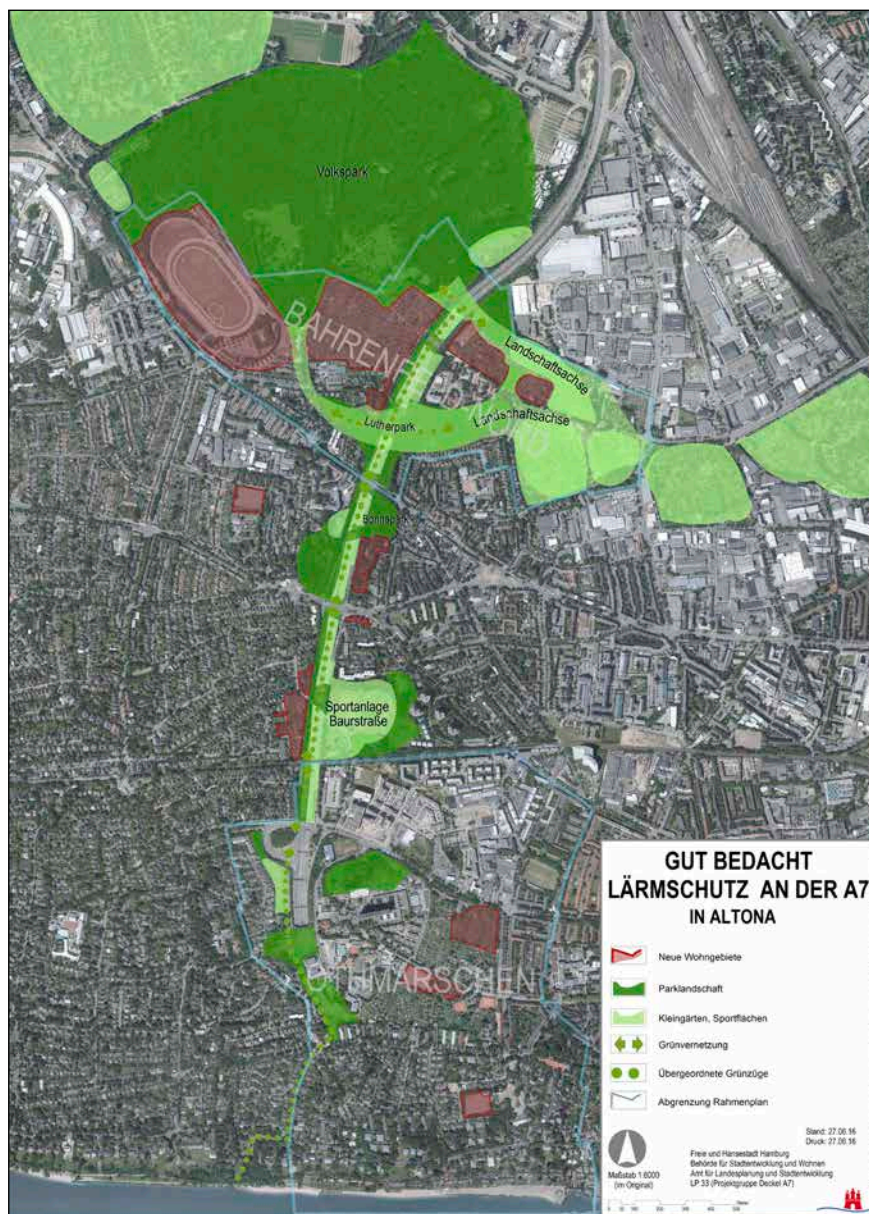 Volkspark
Landschaftsachse
Lutherpark
Landschaftsachse
Bonnepark
Sportanlage
Baurstraße
OTHMARSCHEN
GUT BEDACHT
LÄRMSCHUTZ AN DER A7
IN ALTONA
Neue Wohngebiete
Parklandschaft
Kleingärten, Sportflächen
Grünvernetzung
Übergeordnete Grünzüge
Abgrenzung Rahmenplan
Stand: 27.06.16
Druck: 27.06.16
Freie und Hansestadt Hamburg
Behörde für Stadtentwicklung und Wohnen
Amt für Landesplanung und Stadtentwicklung
LP 33 (Projektgruppe Deckel A7)
Maßstab 1:6000
(im Original)